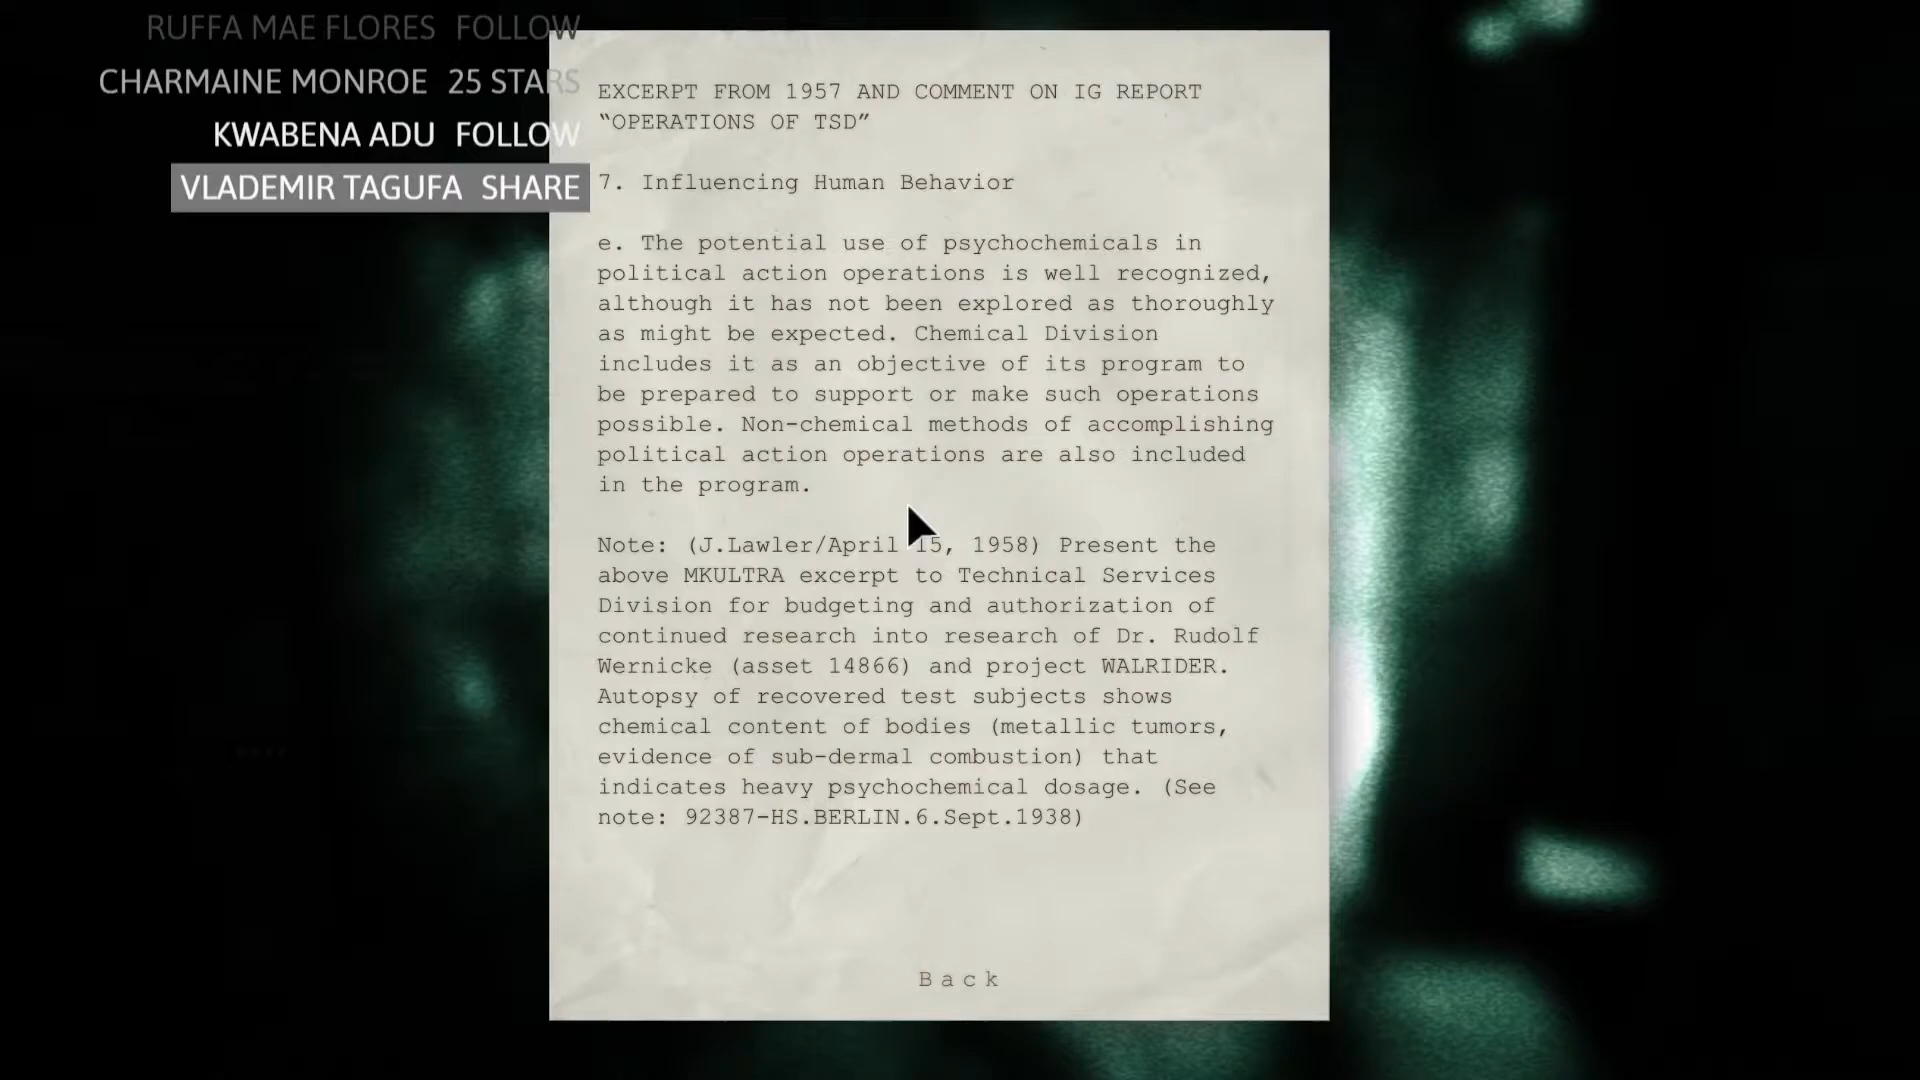 RUFFA MAE FLORES FOLLOW
CHARMAINE MONROE 25 STARS
KWABENA ADU FOLLOW
VLADEMIR TAGUFA SHARE
EXCERPT FROM 1957 AND COMMENT ON IG REPORT
“OPERATIONS OF TSD”
7. Influencing Human Behavior
e. The potential use of psychochemicals in
political action operations is well recognized,
although it has not been explored as thoroughly
as might be expected. Chemical Division
includes it as an objective of its program to
be prepared to support or make such operations
possible. Non-chemical methods of accomplishing
political action operations are also included
in the program.
Note: (J.Lawler/April 15, 1958) Present the
above MKULTRA excerpt to Technical Services
Division for budgeting and authorization of
continued research into research of Dr. Rudolf
Wernicke (asset 14866) and project WALRIDER.
Autopsy of recovered test subjects shows
chemical content of bodies (metallic tumors,
evidence of sub-dermal combustion) that
indicates heavy psychochemical dosage. (See
note: 92387-HS.BERLIN.6.Sept.1938)
Back